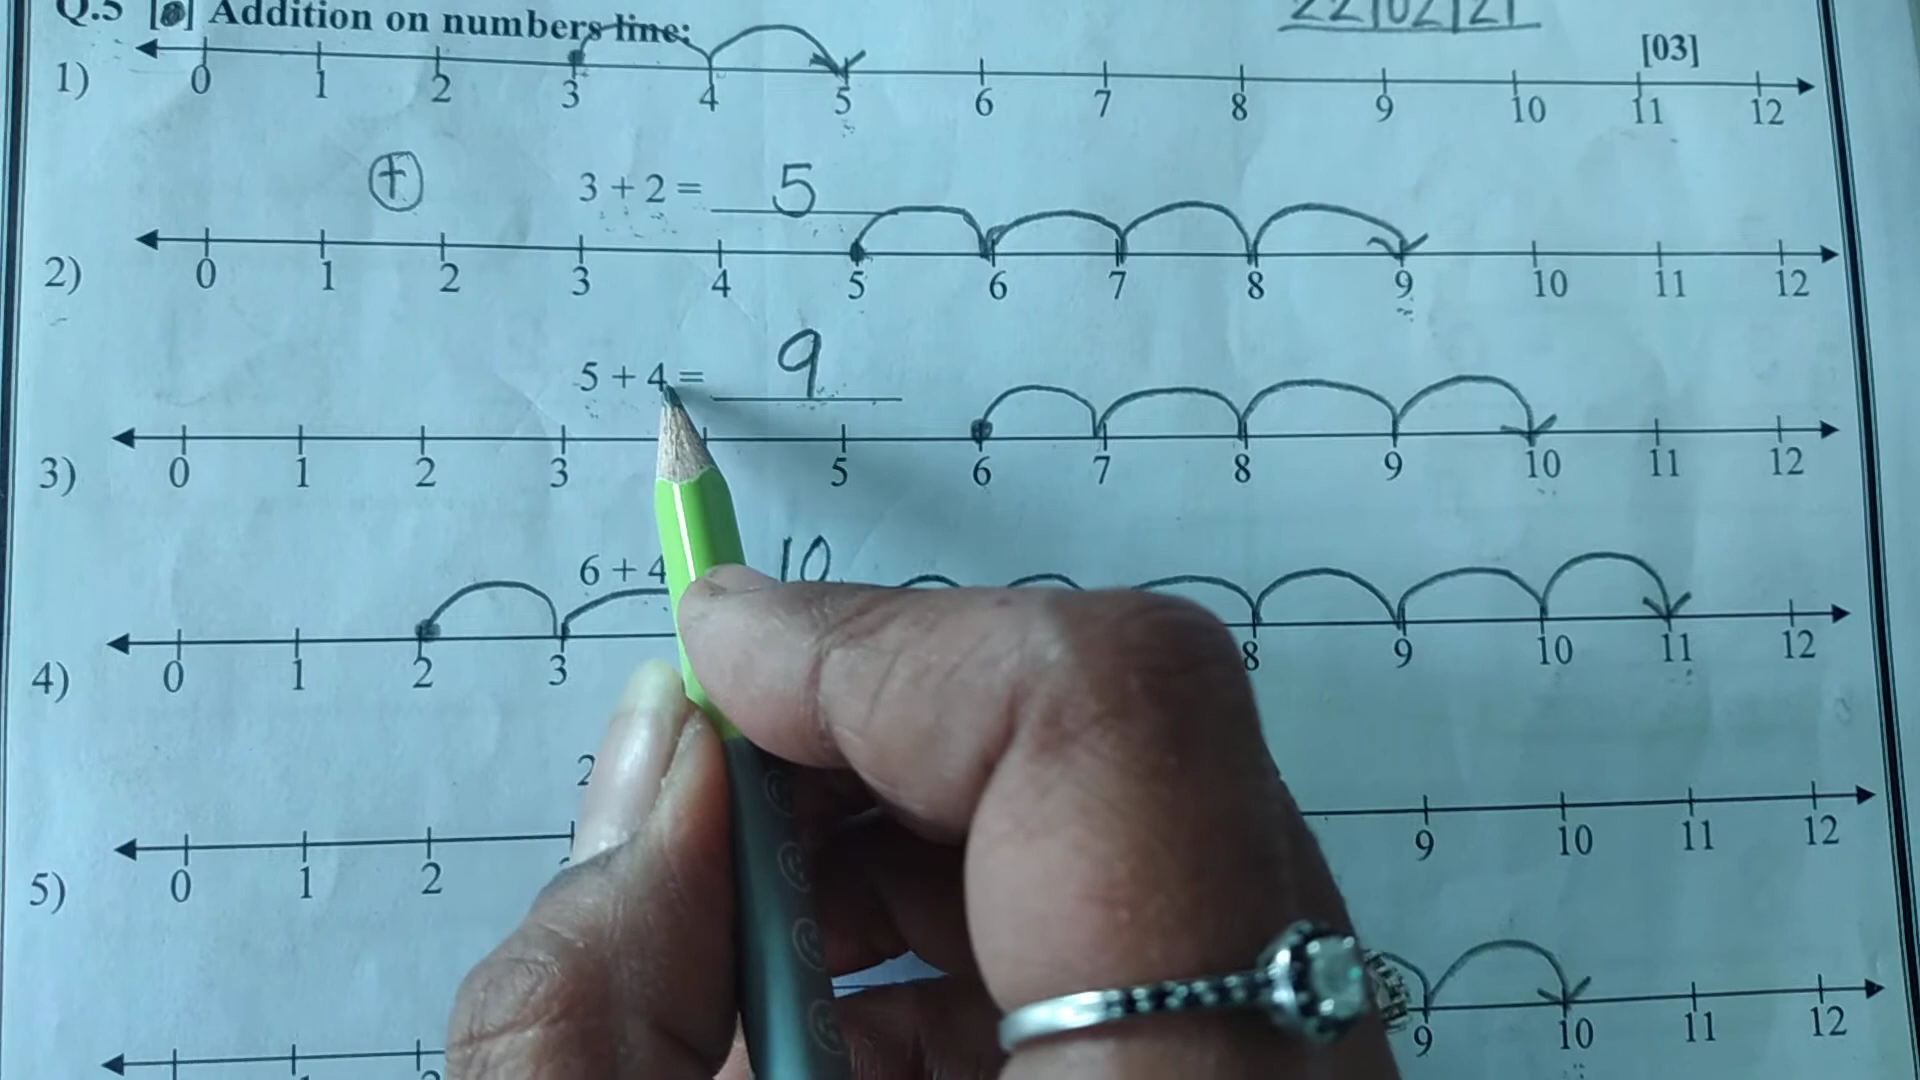 Q.5 Addition on numbers line:
22/02/21
[03]
1) 0 1 2 3 4 5 6 7 8 9 10 11 12
+ 3 + 2 = 5
2) 0 1 2 3 4 5 6 7 8 9 10 11 12
5 + 4 = 9
3) 0 1 2 3 5 6 7 8 9 10 11 12
6 + 4 10
4) 0 1 2 3 8 9 10 11 12
2
5) 0 1 2 9 10 11 12
9 10 11 12